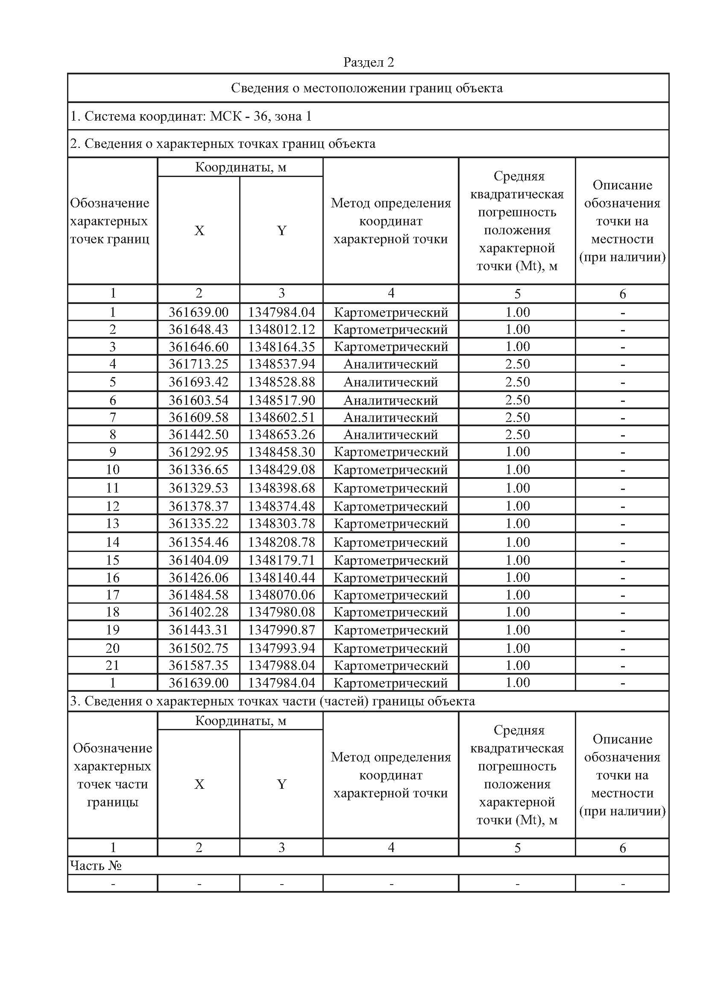 Раздел 2
Сведения о местоположении границ объекта
1. Система координат: МСК - 36, зона 1
2. Сведения о характерных точках границ объекта
Обозначение
характерных
точек границ
Координаты, м
X Y
Метод определения
координат
характерной точки
Средняя
квадратическая
погрешность
положения
характерной
точки (Mt), м
Описание
обозначения
точки на
местности
(при наличии)
1 2 3 4 5 6
1 361639.00 1347984.04 Картометрический 1.00 -
2 361648.43 1348012.12 Картометрический 1.00 -
3 361646.60 1348164.35 Картометрический 1.00 -
4 361713.25 1348537.94 Аналитический 2.50 -
5 361693.42 1348528.88 Аналитический 2.50 -
6 361603.54 1348517.90 Аналитический 2.50 -
7 361609.58 1348602.51 Аналитический 2.50 -
8 361442.50 1348653.26 Аналитический 2.50 -
9 361292.95 1348458.30 Картометрический 1.00 -
10 361336.65 1348429.08 Картометрический 1.00 -
11 361329.53 1348398.68 Картометрический 1.00 -
12 361378.37 1348374.48 Картометрический 1.00 -
13 361335.22 1348303.78 Картометрический 1.00 -
14 361354.46 1348208.78 Картометрический 1.00 -
15 361404.09 1348179.71 Картометрический 1.00 -
16 361426.06 1348140.44 Картометрический 1.00 -
17 361484.58 1348070.06 Картометрический 1.00 -
18 361402.28 1347980.08 Картометрический 1.00 -
19 361443.31 1347990.87 Картометрический 1.00 -
20 361502.75 1347993.94 Картометрический 1.00 -
21 361587.35 1347988.04 Картометрический 1.00 -
1 361639.00 1347984.04 Картометрический 1.00 -
3. Сведения о характерных точках части (частей) границы объекта
Обозначение
характерных
точек части
границы
Координаты, м
X Y
Метод определения
координат
характерной точки
Средняя
квадратическая
погрешность
положения
характерной
точки (Mt), м
Описание
обозначения
точки на
местности
(при наличии)
1 2 3 4 5 6
Часть №
- - - - - -